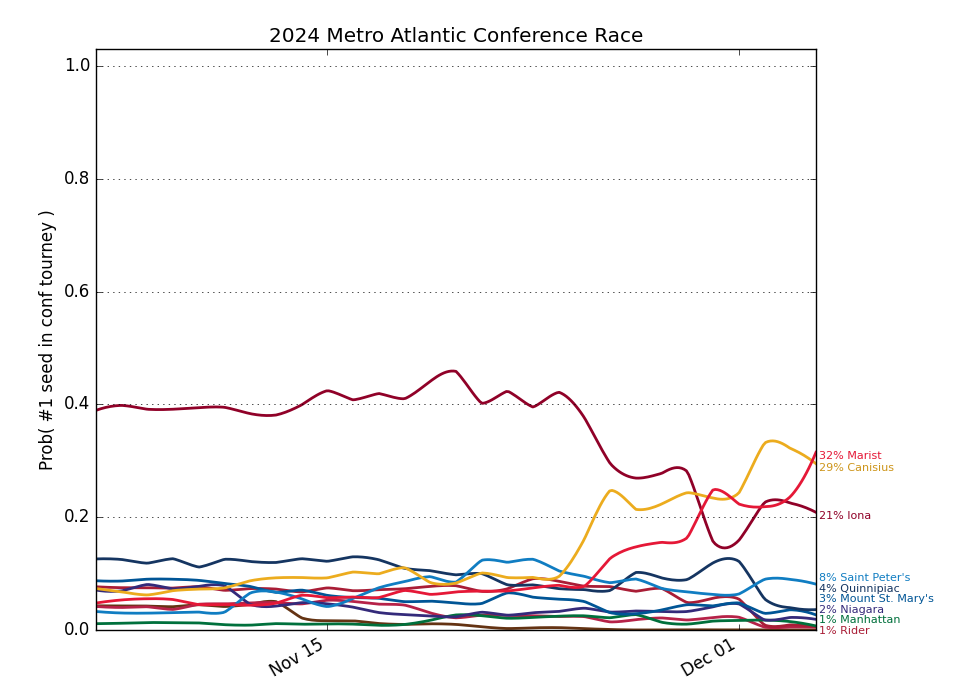 2024 Metro Atlantic Conference Race
Prob( #1 seed in conf tourney )
1.0
0.8
0.6
0.4
0.2
0.0
Nov 15
Dec 01
32% Marist
29% Canisius
21% Iona
8% Saint Peter's
4% Quinnipiac
3% Mount St. Mary's
2% Niagara
1% Manhattan
1% Rider